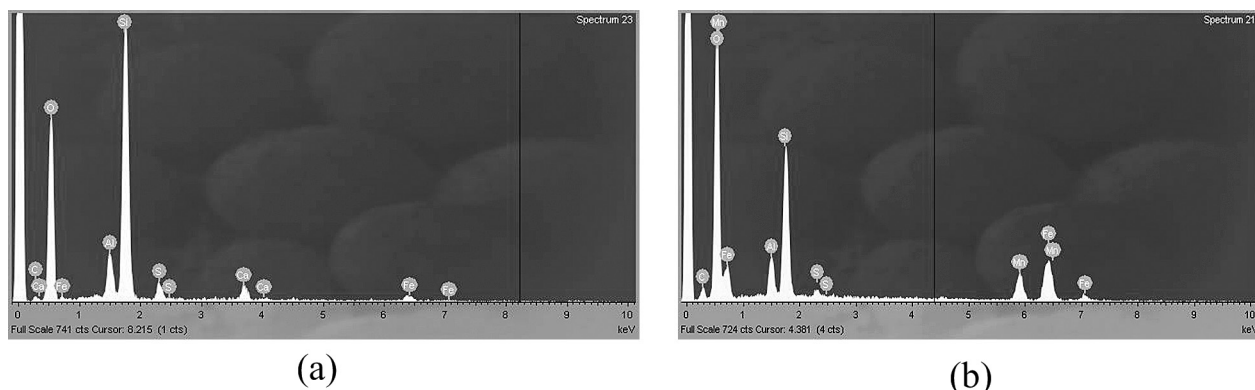 Spectrum 23
Si
O
Al
C
Ca
Fe
S
S
Ca
Ca
Fe
Fe
0 1 2 3 4 5 6 7 8 9 10
Full Scale 741 cts Cursor: 8.215 (1 cts)
keV
(a)
Spectrum 21
Mn
O
Si
Fe
Al
C
S
S
Fe
Mn
Mn
Fe
0 1 2 3 4 5 6 7 8 9 10
Full Scale 724 cts Cursor: 4.381 (4 cts)
keV
(b)